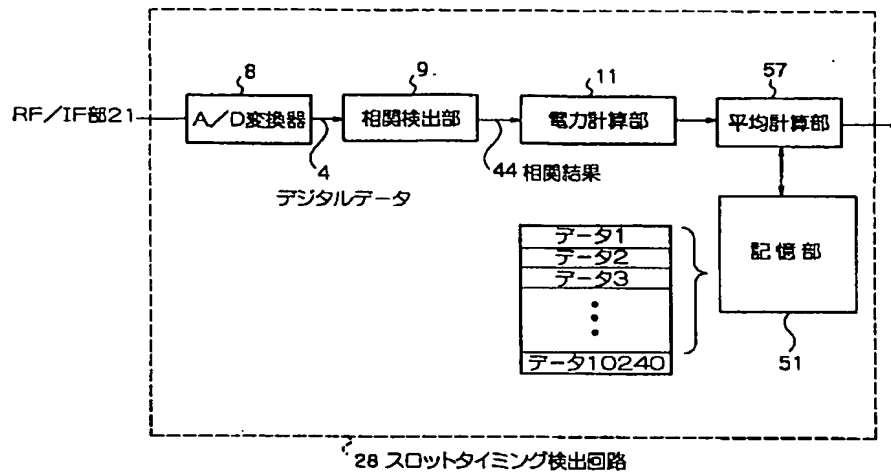 8
9.
11
57
RF/IF部21
A/D変換器
相関検出部
電力計算部
平均計算部
4
デジタルデータ
44 相関結果
データ1
データ2
データ3
データ10240
記憶部
51
28 スロットタイミング検出回路